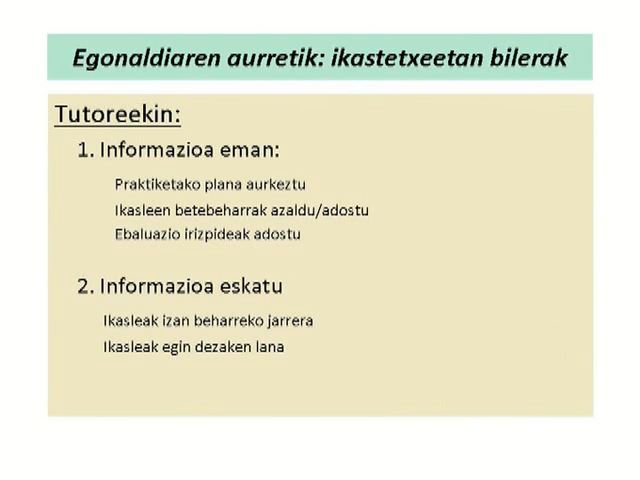 Egonaldiaren aurretik: ikastetxeetan bilerak
Tutoreekin:
1. Informazioa eman:
Praktiketako plana aurkeztu
Ikasleen betebeharrak azaldu/adostu
Ebaluazio irizpideak adostu
2. Informazioa eskatu
Ikasleak izan beharreko jarrera
Ikasleak egin dezaken lana